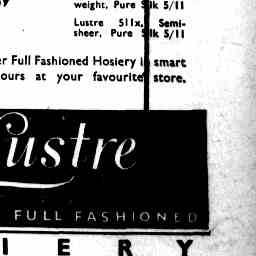 weight, Pure Silk 5/11
Lustre 511x, Semi-
sheer, Pure Silk 5/11
Full Fashioned Hosiery in smart
at your favourite store.
ustre
FULL FASHIONED
IERY